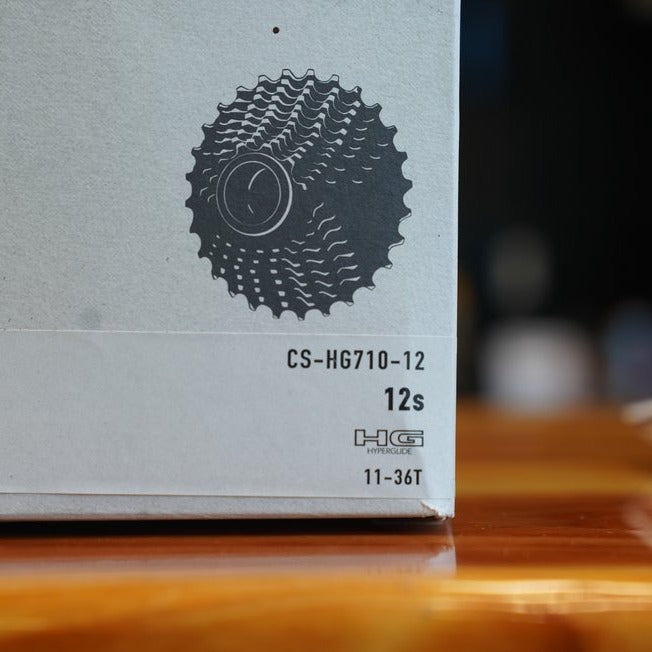 CS-HG710-12
12s
HG
HYPERGLIDE
11-36T